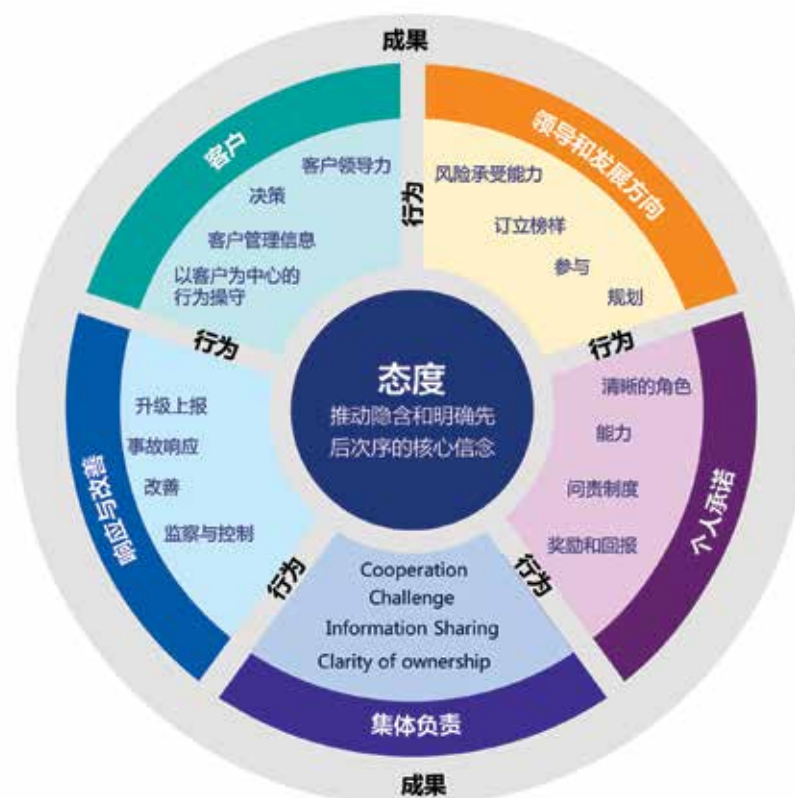 成果
客户
客户领导力
决策
客户管理信息
以客户为中心的
行为操守
行为
领导和发展方向
风险承受能力
订立榜样
参与
规划
行为
个人承诺
清晰的角色
能力
问责制度
奖励和回报
行为
集体负责
Cooperation
Challenge
Information Sharing
Clarity of ownership
行为
响应与改善
升级上报
事故响应
改善
监察与控制
行为
态度
推动隐含和明确先
后次序的核心信念
成果